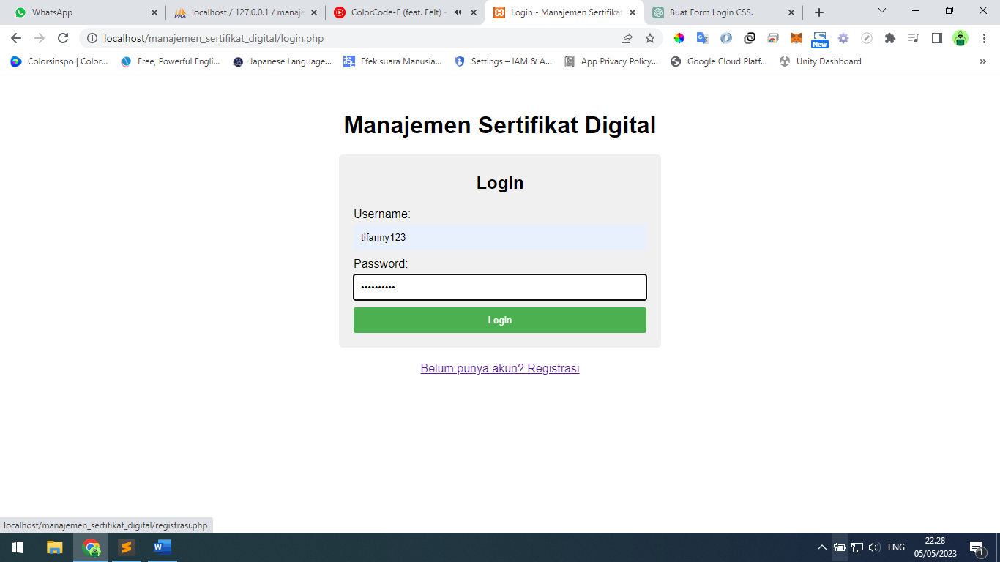 WhatsApp
localhost / 127.0.0.1 / manaje
ColorCode-F (feat. Felt) -
Login - Manajemen Sertifikat
Buat Form Login CSS.
localhost/manajemen_sertifikat_digital/login.php
New
Colorsinspo | Color...
Free, Powerful Engli...
Japanese Language...
Efek suara Manusia...
Settings – IAM & A...
App Privacy Policy...
Google Cloud Platf...
Unity Dashboard
»
Manajemen Sertifikat Digital
Login
Username:
tifanny123
Password:
••••••••••
Login
Belum punya akun? Registrasi
localhost/manajemen_sertifikat_digital/registrasi.php
ENG
22.28
05/05/2023
1